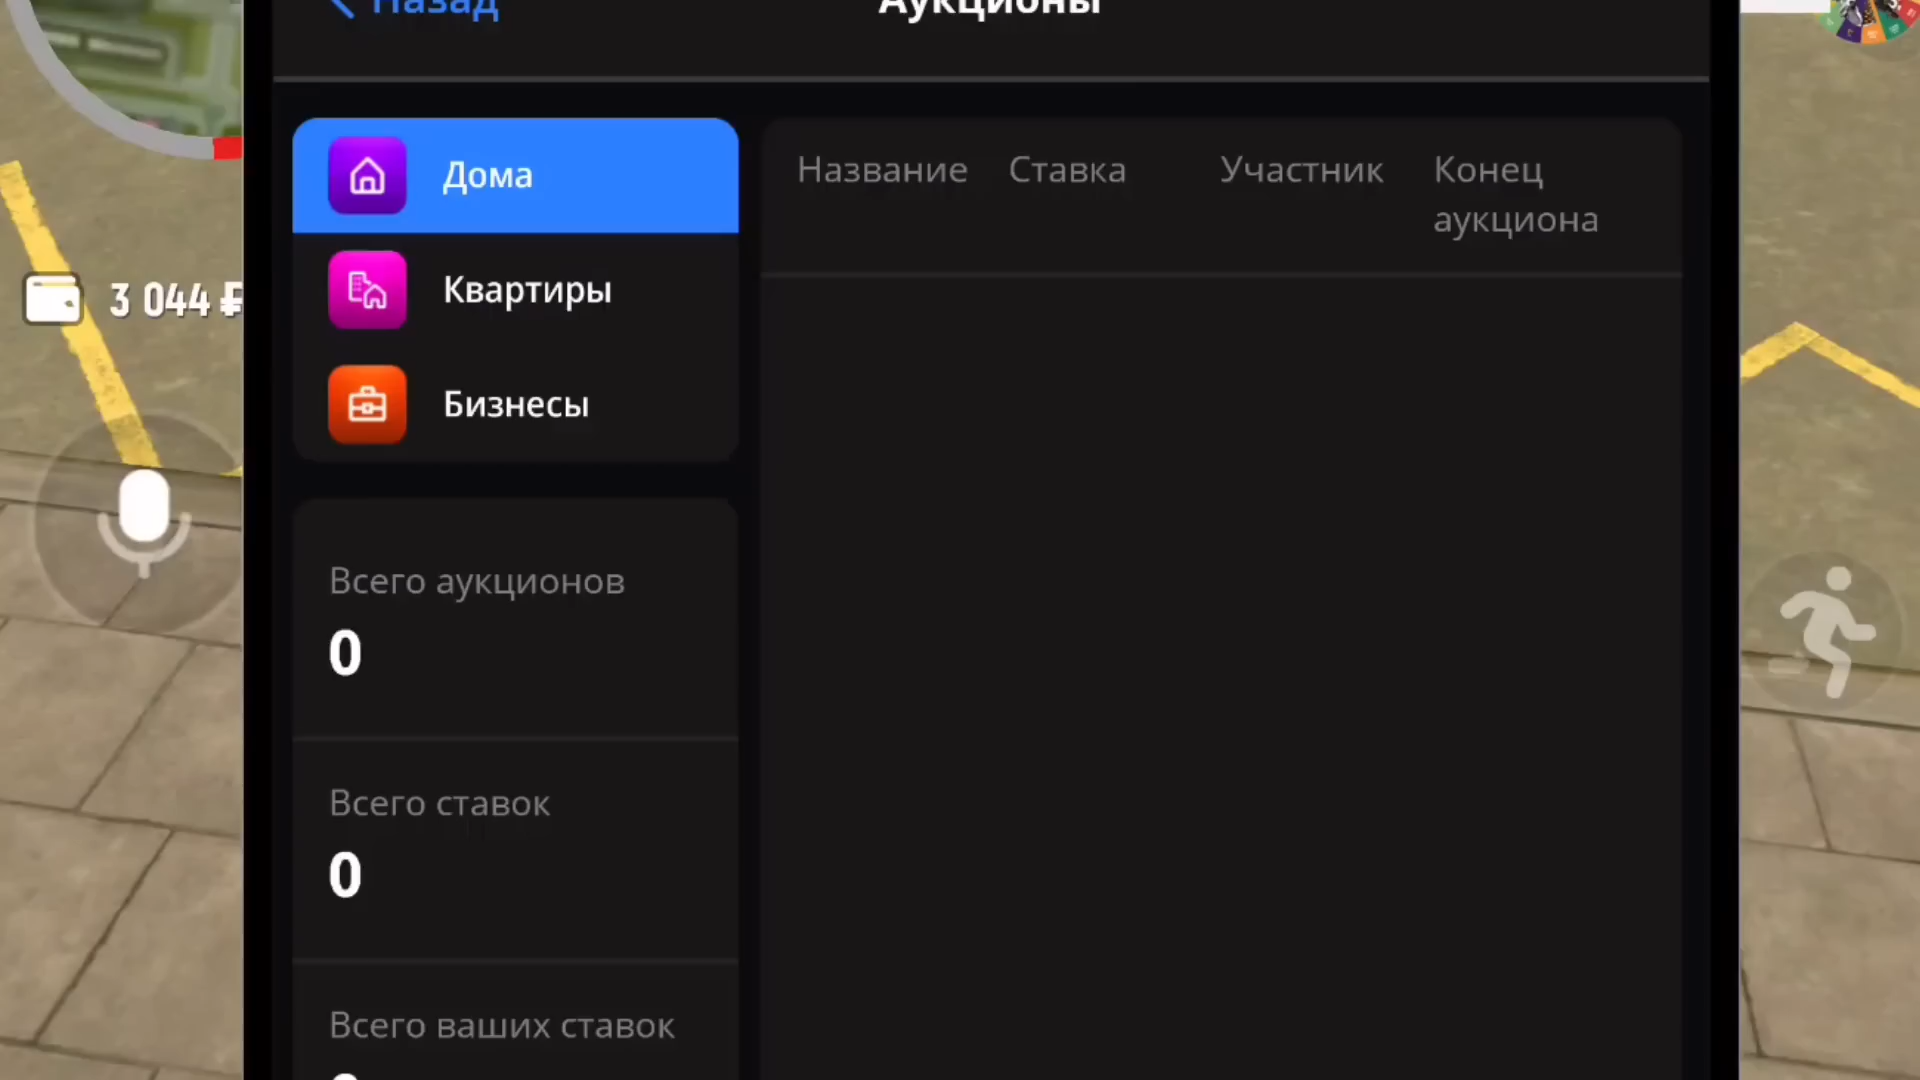 Назад
Аукционы
Дома
Квартиры
Бизнесы
Название Ставка Участник Конец аукциона
3 044 ₽
Всего аукционов
0
Всего ставок
0
Всего ваших ставок